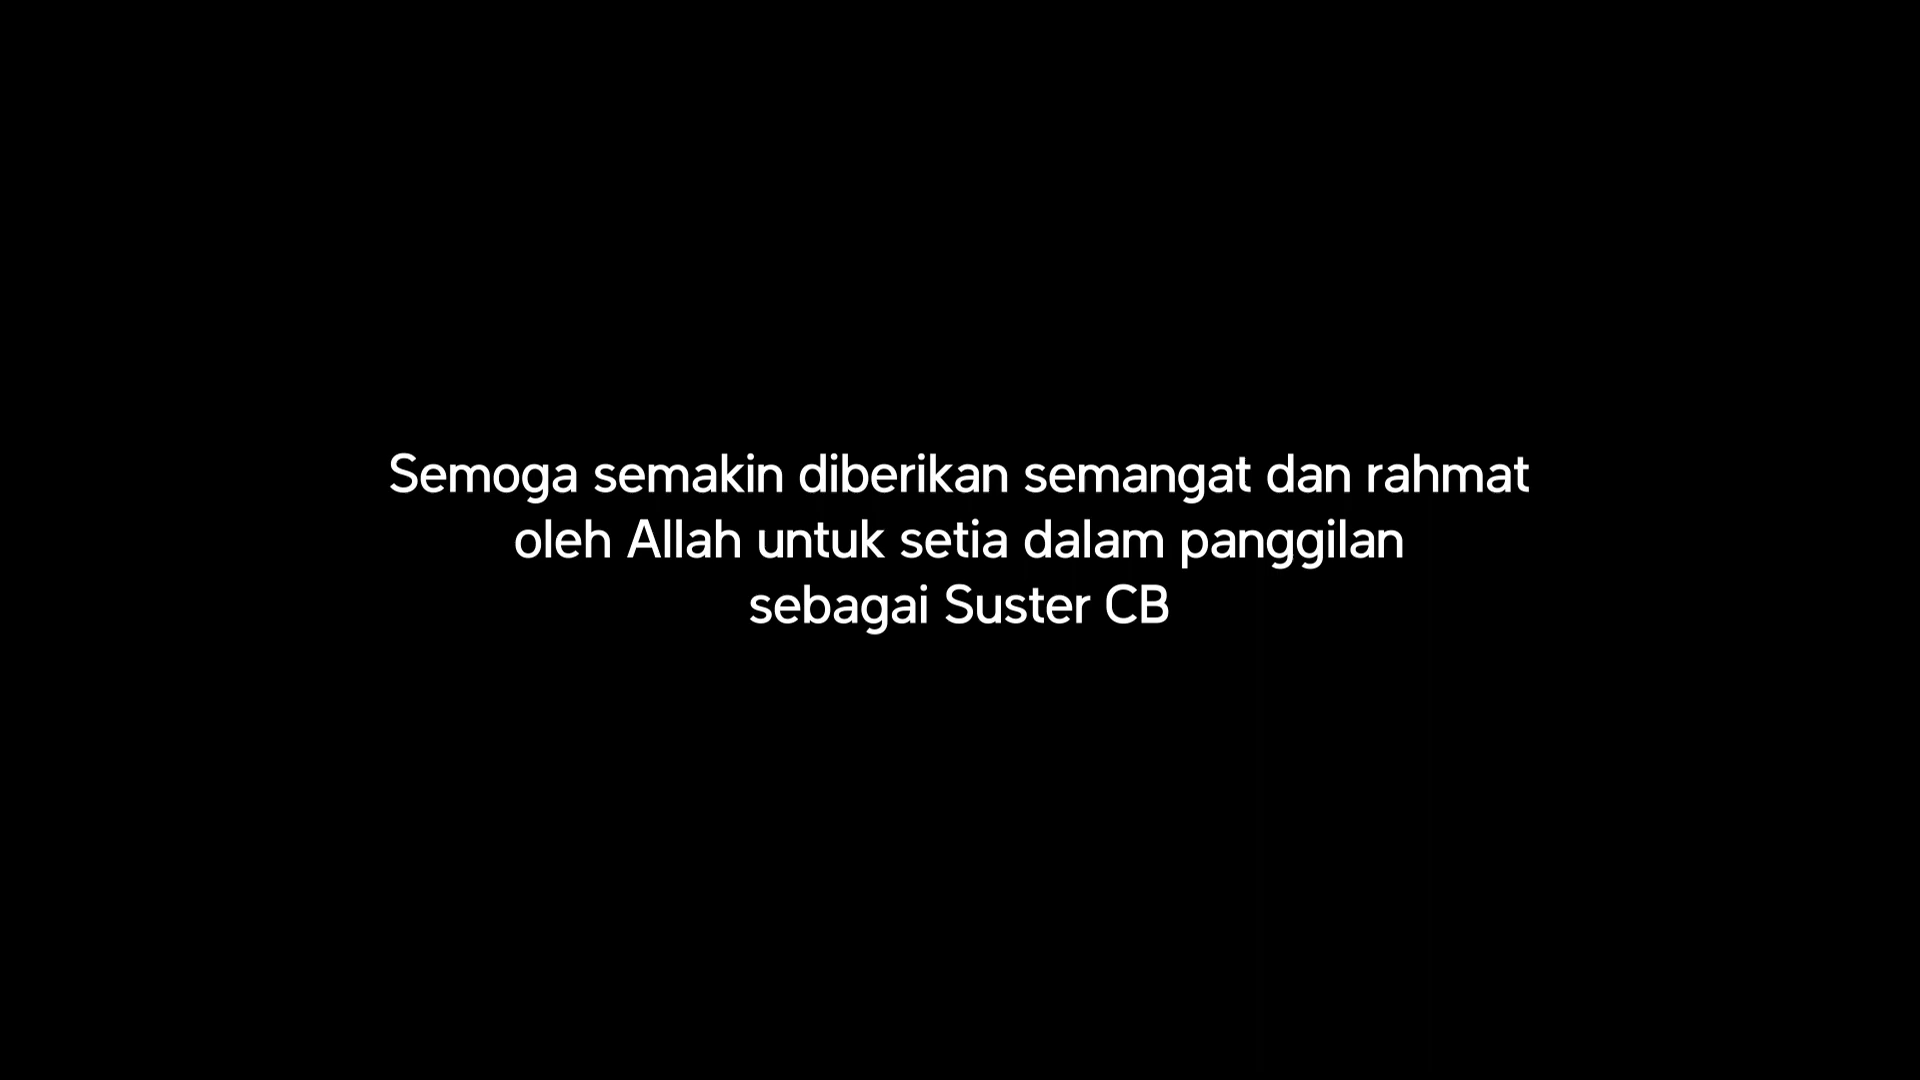 Semoga semakin diberikan semangat dan rahmat
oleh Allah untuk setia dalam panggilan
sebagai Suster CB